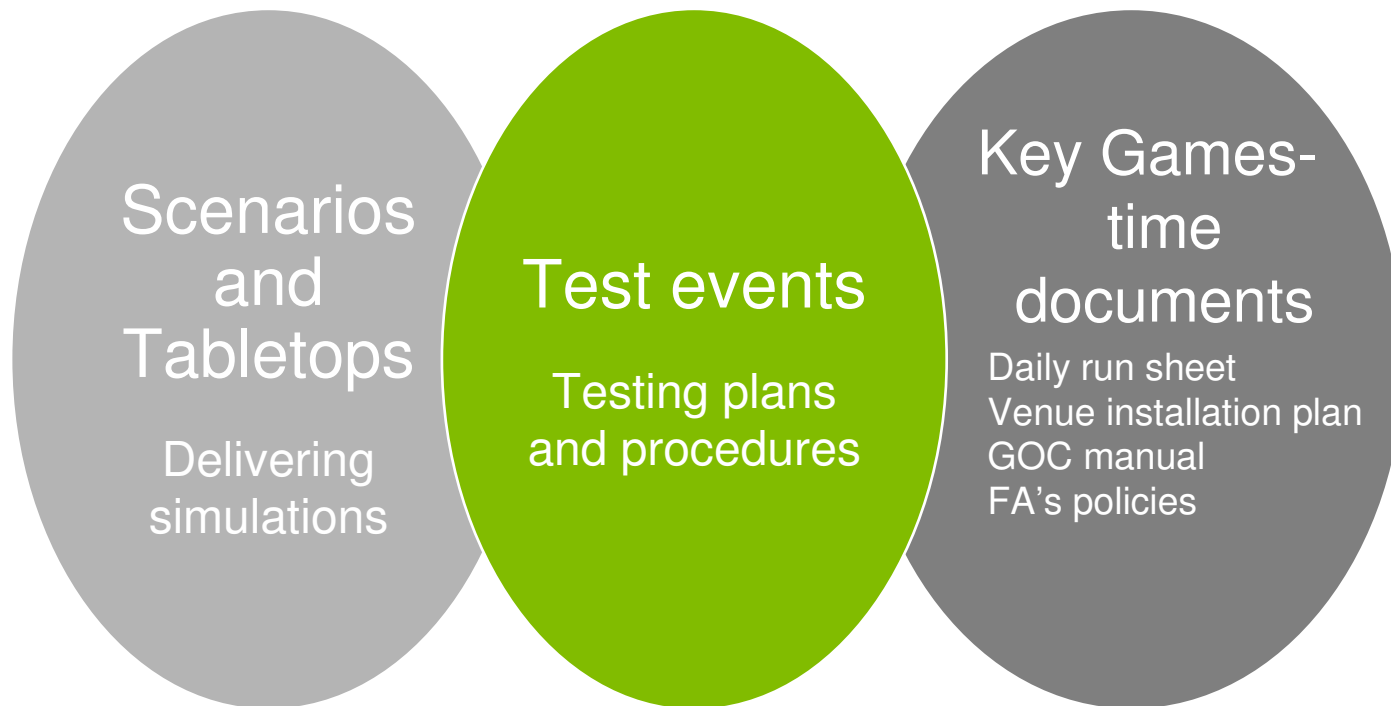 Scenarios
and
Tabletops
Delivering
simulations
Test events
Testing plans
and procedures
Key Games-
time
documents
Daily run sheet
Venue installation plan
GOC manual
FA's policies